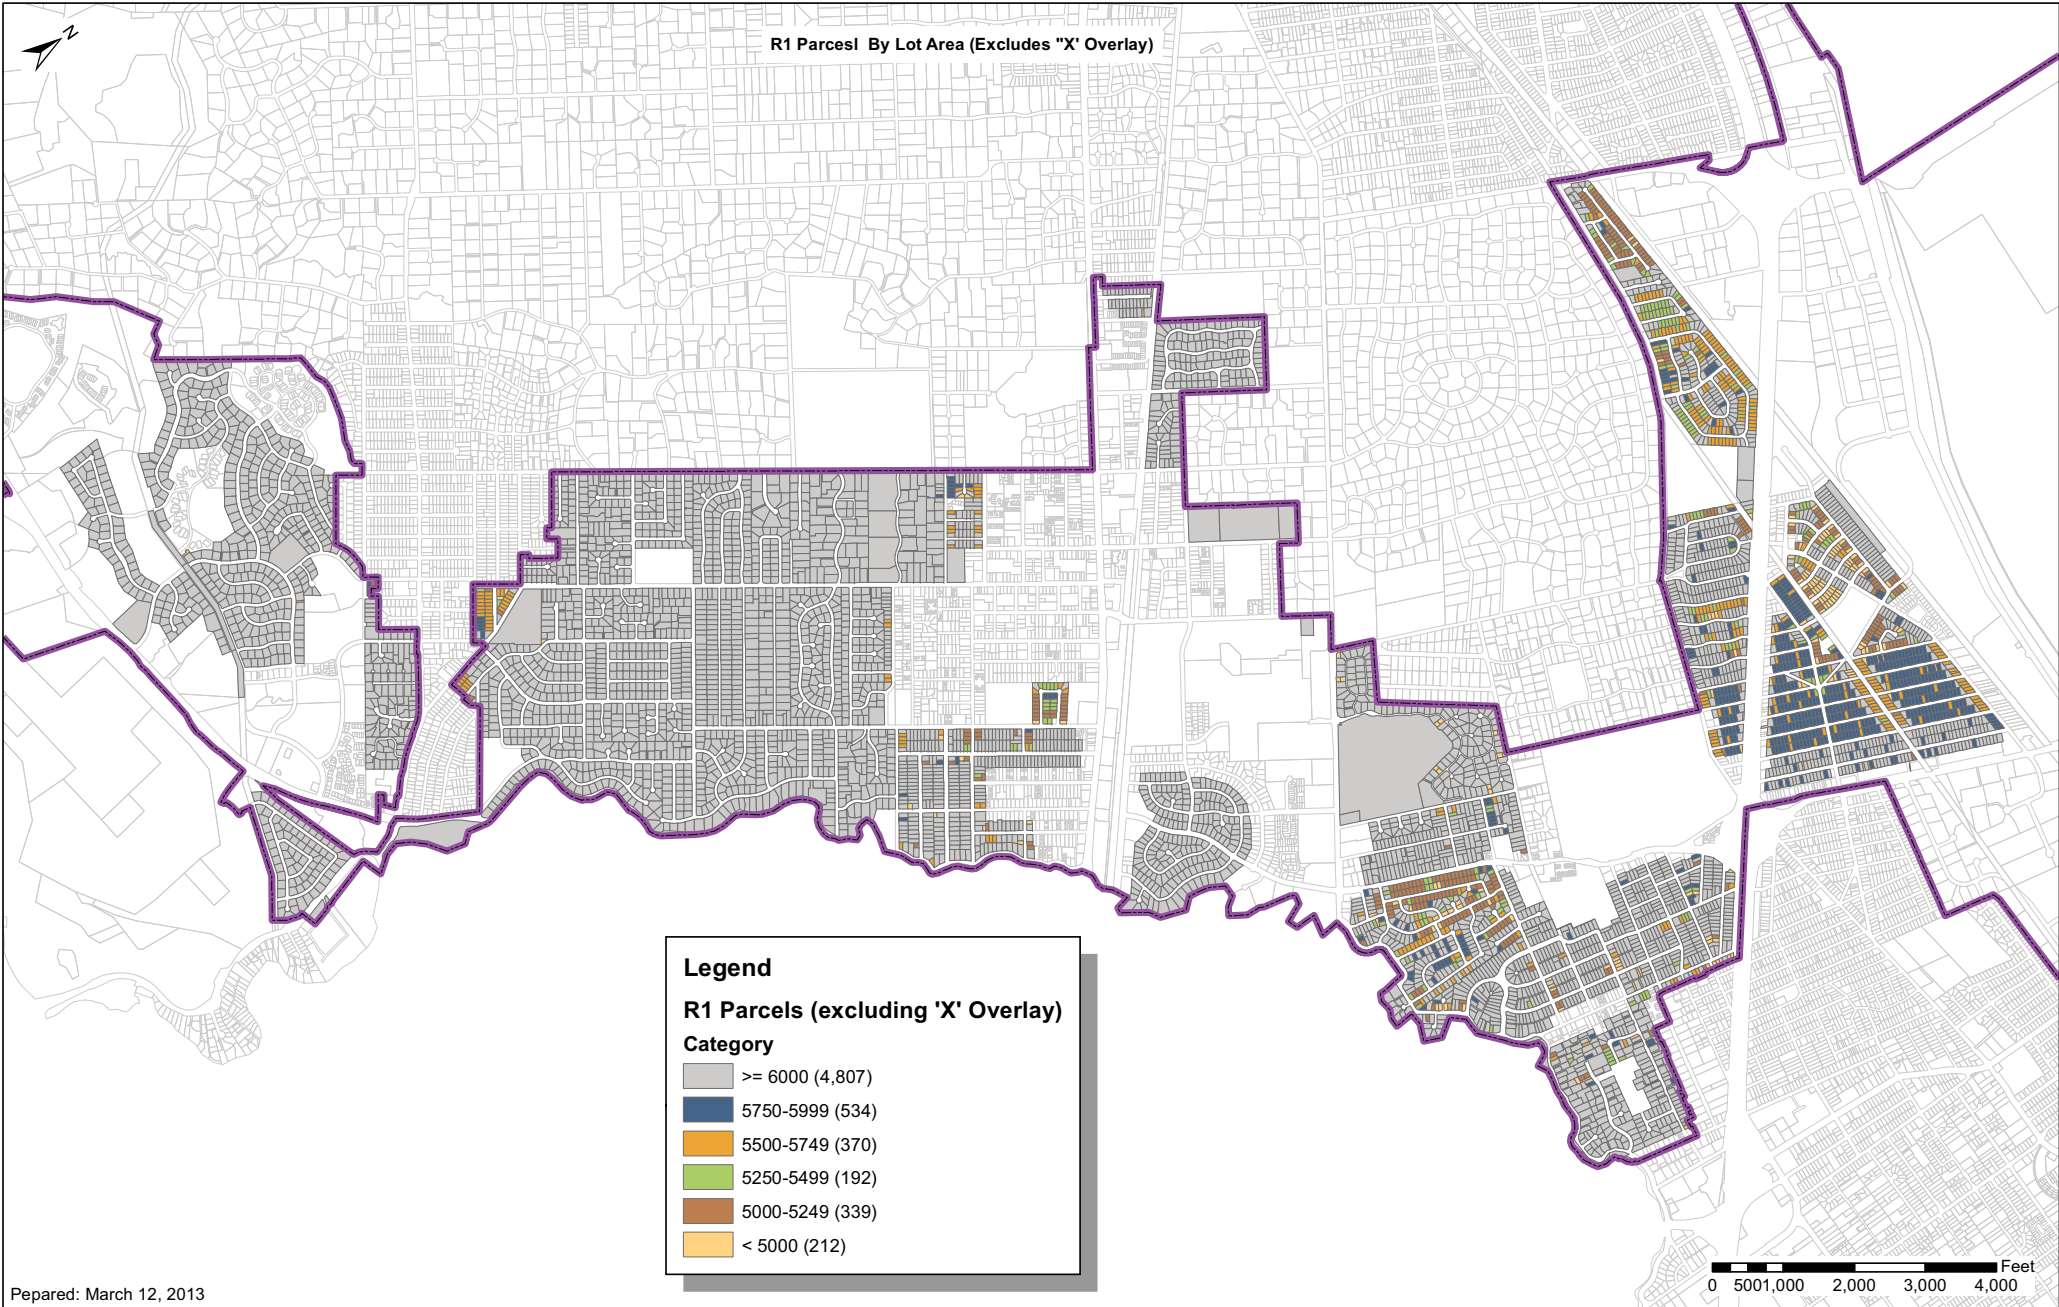 N
R1 Parcesl By Lot Area (Excludes "X' Overlay)
Legend
R1 Parcels (excluding 'X' Overlay)
Category
>= 6000 (4,807)
5750-5999 (534)
5500-5749 (370)
5250-5499 (192)
5000-5249 (339)
< 5000 (212)
Feet
0 500 1,000 2,000 3,000 4,000
Pepared: March 12, 2013